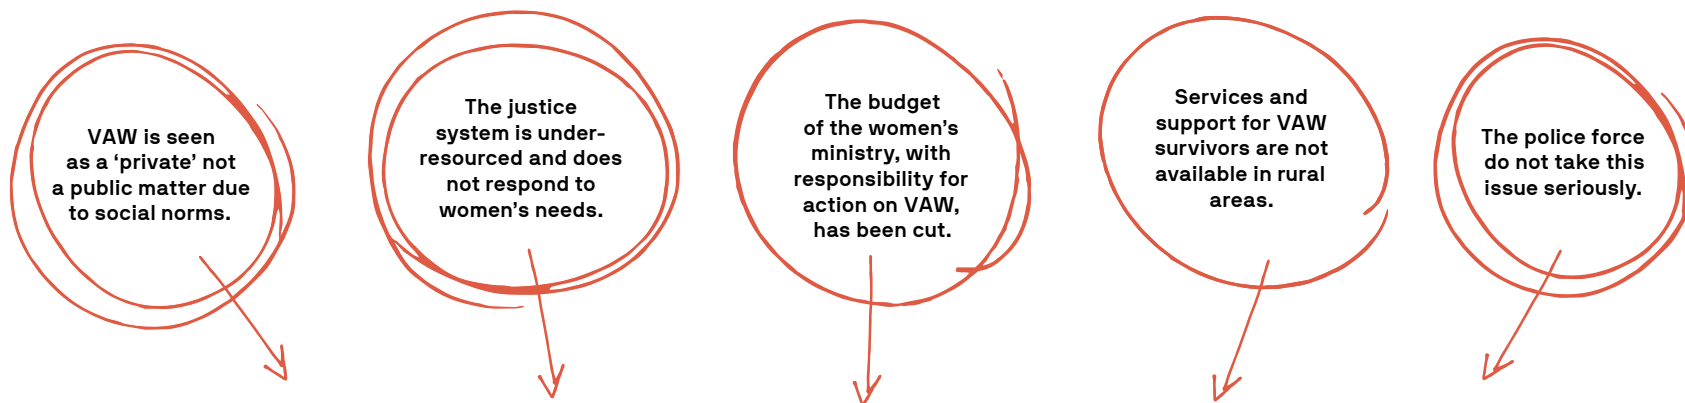 VAW is seen
as a ‘private’ not
a public matter due
to social norms.
The justice
system is under-
resourced and does
not respond to
women’s needs.
The budget
of the women’s
ministry, with
responsibility for
action on VAW,
has been cut.
Services and
support for VAW
survivors are not
available in rural
areas.
The police force
do not take this
issue seriously.